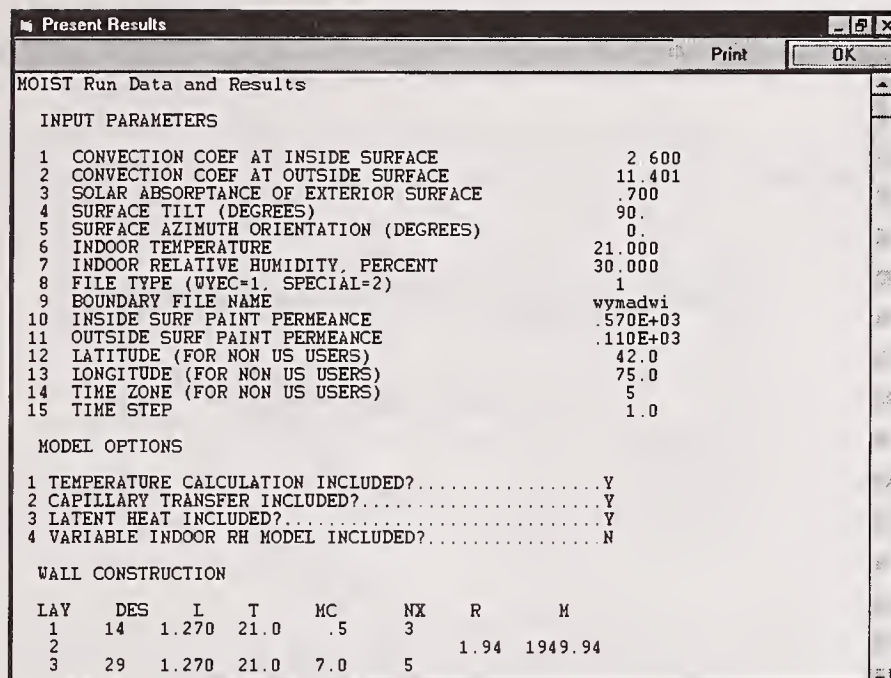 Present Results
Print OK
MOIST Run Data and Results
INPUT PARAMETERS
1 CONVECTION COEF AT INSIDE SURFACE 2.600
2 CONVECTION COEF AT OUTSIDE SURFACE 11.401
3 SOLAR ABSORPTANCE OF EXTERIOR SURFACE .700
4 SURFACE TILT (DEGREES) 90.
5 SURFACE AZIMUTH ORIENTATION (DEGREES) 0.
6 INDOOR TEMPERATURE 21.000
7 INDOOR RELATIVE HUMIDITY, PERCENT 30.000
8 FILE TYPE (WYEC=1, SPECIAL=2) 1
9 BOUNDARY FILE NAME wymadwi
10 INSIDE SURF PAINT PERMEANCE .570E+03
11 OUTSIDE SURF PAINT PERMEANCE .110E+03
12 LATITUDE (FOR NON US USERS) 42.0
13 LONGITUDE (FOR NON US USERS) 75.0
14 TIME ZONE (FOR NON US USERS) 5
15 TIME STEP 1.0
MODEL OPTIONS
1 TEMPERATURE CALCULATION INCLUDED?.................Y
2 CAPILLARY TRANSFER INCLUDED?......................Y
3 LATENT HEAT INCLUDED?.............................Y
4 VARIABLE INDOOR RH MODEL INCLUDED?................N
WALL CONSTRUCTION
LAY DES L T MC NX R M
1 14 1.270 21.0 .5 3
2 1.94 1949.94
3 29 1.270 21.0 7.0 5